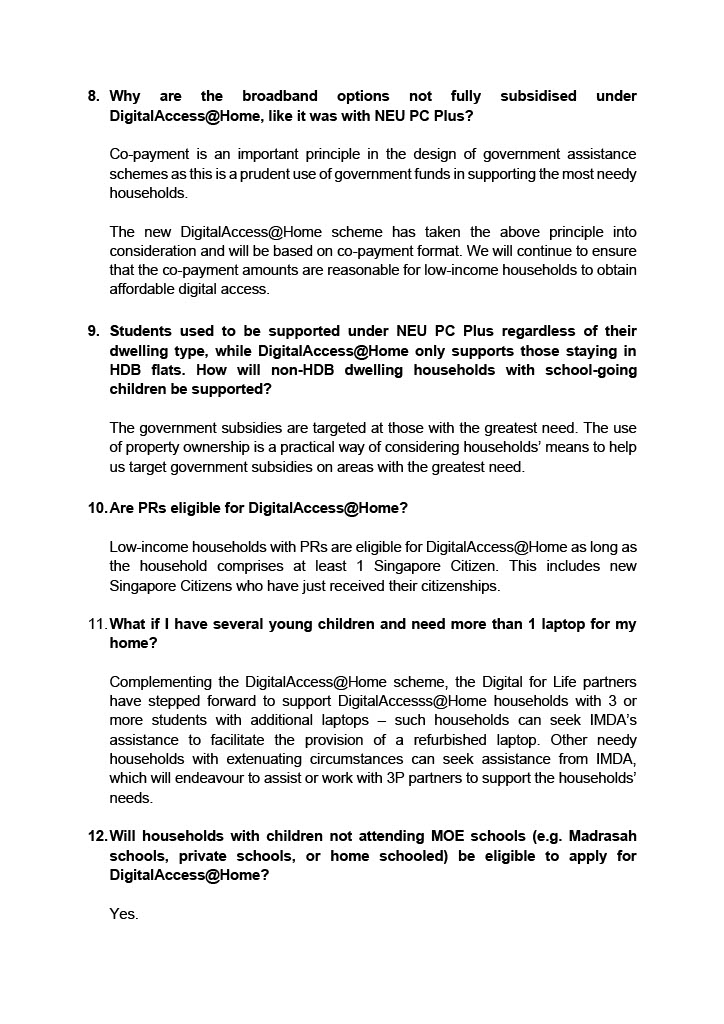 8. Why are the broadband options not fully subsidised under
DigitalAccess@Home, like it was with NEU PC Plus?
Co-payment is an important principle in the design of government assistance
schemes as this is a prudent use of government funds in supporting the most needy
households.
The new DigitalAccess@Home scheme has taken the above principle into
consideration and will be based on co-payment format. We will continue to ensure
that the co-payment amounts are reasonable for low-income households to obtain
affordable digital access.
9. Students used to be supported under NEU PC Plus regardless of their
dwelling type, while DigitalAccess@Home only supports those staying in
HDB flats. How will non-HDB dwelling households with school-going
children be supported?
The government subsidies are targeted at those with the greatest need. The use
of property ownership is a practical way of considering households’ means to help
us target government subsidies on areas with the greatest need.
10. Are PRs eligible for DigitalAccess@Home?
Low-income households with PRs are eligible for DigitalAccess@Home as long as
the household comprises at least 1 Singapore Citizen. This includes new
Singapore Citizens who have just received their citizenships.
11. What if I have several young children and need more than 1 laptop for my
home?
Complementing the DigitalAccess@Home scheme, the Digital for Life partners
have stepped forward to support DigitalAccesss@Home households with 3 or
more students with additional laptops – such households can seek IMDA’s
assistance to facilitate the provision of a refurbished laptop. Other needy
households with extenuating circumstances can seek assistance from IMDA,
which will endeavour to assist or work with 3P partners to support the households’
needs.
12. Will households with children not attending MOE schools (e.g. Madrasah
schools, private schools, or home schooled) be eligible to apply for
DigitalAccess@Home?
Yes.